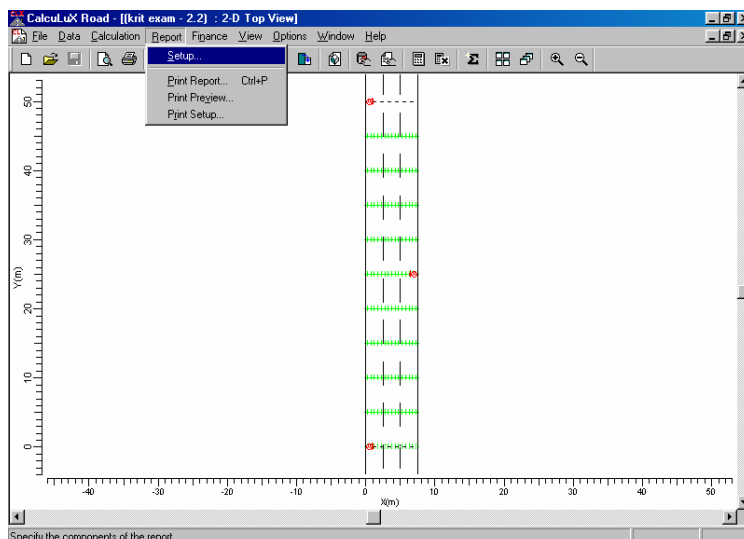 CalcuLuX Road - [(krit exam - 2.2) : 2-D Top View]
File Data Calculation Report Finance View Options Window Help
Setup...
Print Report... Ctrl+P
Print Preview...
Print Setup...
50
40
30
20
10
0
Y(m)
-40 -30 -20 -10 0 10 20 30 40 50
X(m)
Specify the components of the report